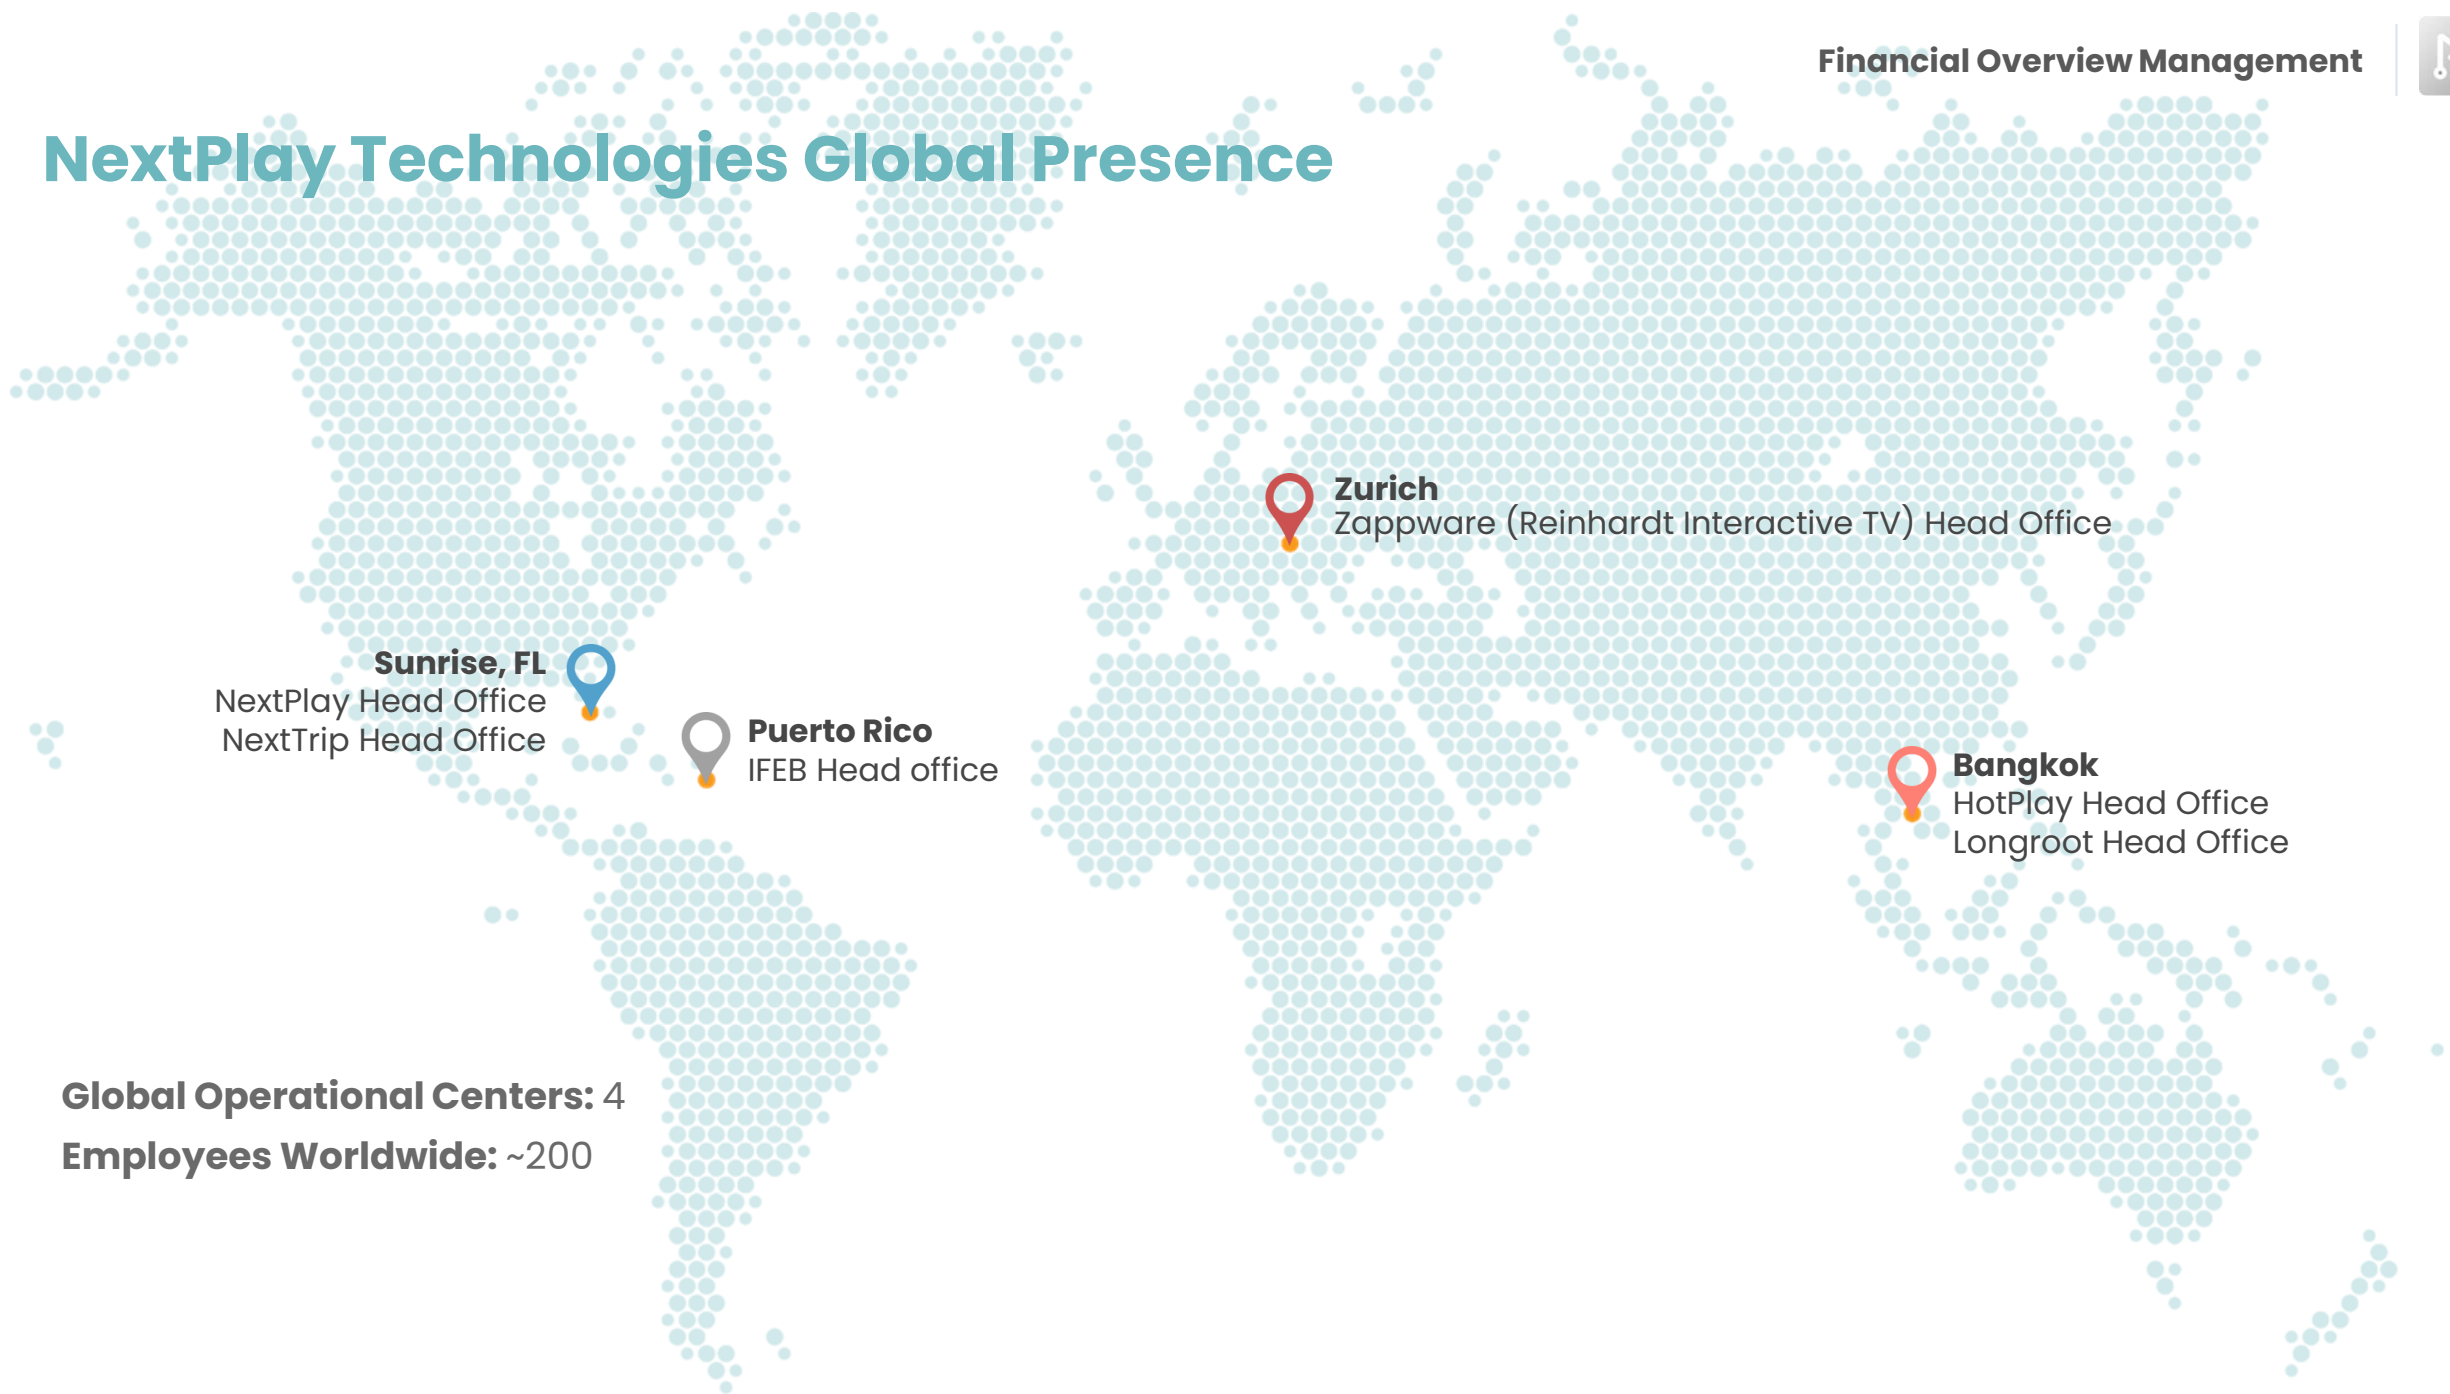 Financial Overview Management
NextPlay Technologies Global Presence
Zurich
Zappware (Reinhardt Interactive TV) Head Office
Sunrise, FL
NextPlay Head Office
NextTrip Head Office
Puerto Rico
IFEB Head office
Bangkok
HotPlay Head Office
Longroot Head Office
Global Operational Centers: 4
Employees Worldwide: ~200